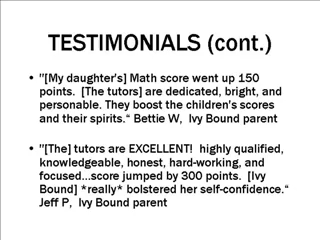 TESTIMONIALS (cont.)
• "[My daughter's] Math score went up 150
points.  [The tutors] are dedicated, bright, and
personable. They boost the children's scores
and their spirits.“ Bettie W,  Ivy Bound parent
• "[The] tutors are EXCELLENT!  highly qualified,
knowledgeable, honest, hard-working, and
focused...score jumped by 300 points.  [Ivy
Bound] *really* bolstered her self-confidence.“
Jeff P,  Ivy Bound parent